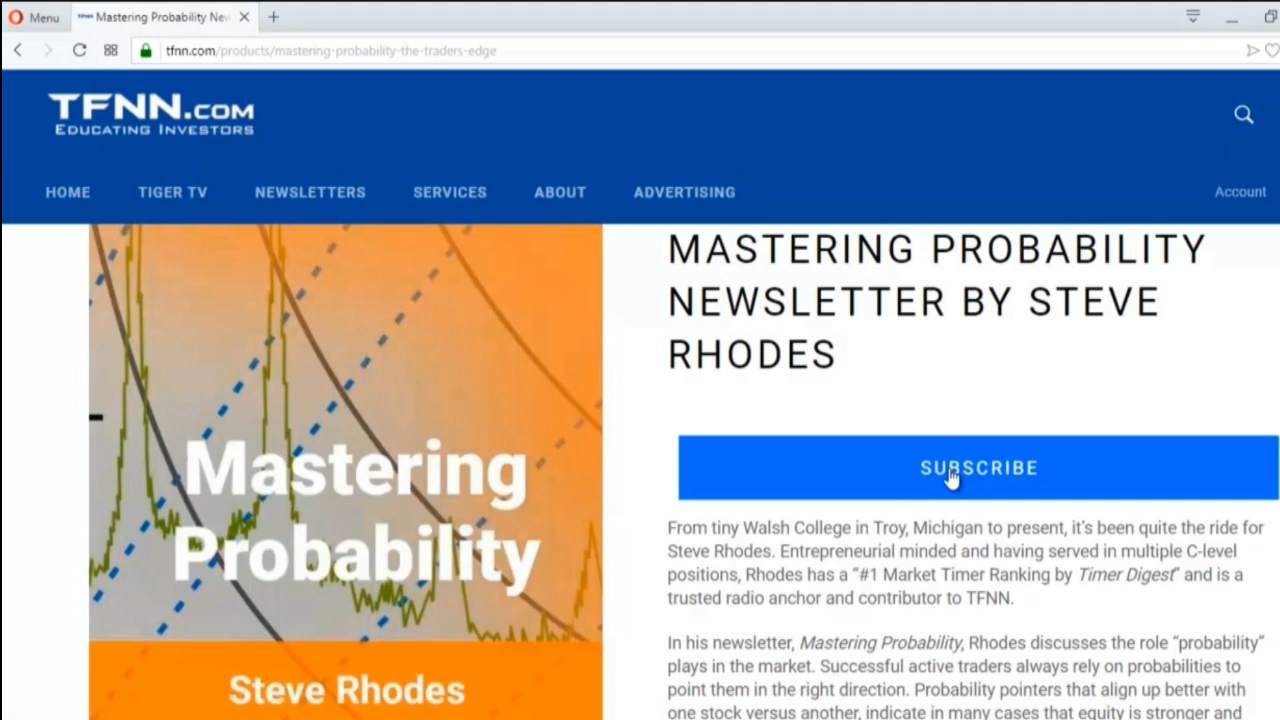 Menu
Mastering Probability New
tfnn.com/products/mastering-probability-the-traders-edge
TFNN.COM
EDUCATING INVESTORS
HOME TIGER TV NEWSLETTERS SERVICES ABOUT ADVERTISING
Account
Mastering
Probability
Steve Rhodes
MASTERING PROBABILITY
NEWSLETTER BY STEVE
RHODES
SUBSCRIBE
From tiny Walsh College in Troy, Michigan to present, it's been quite the ride for
Steve Rhodes. Entrepreneurial minded and having served in multiple C-level
positions, Rhodes has a “#1 Market Timer Ranking by Timer Digest” and is a
trusted radio anchor and contributor to TFNN.
In his newsletter, Mastering Probability, Rhodes discusses the role “probability”
plays in the market. Successful active traders always rely on probabilities to
point them in the right direction. Probability pointers that align up better with
one stock versus another, indicate in many cases that equity is stronger and